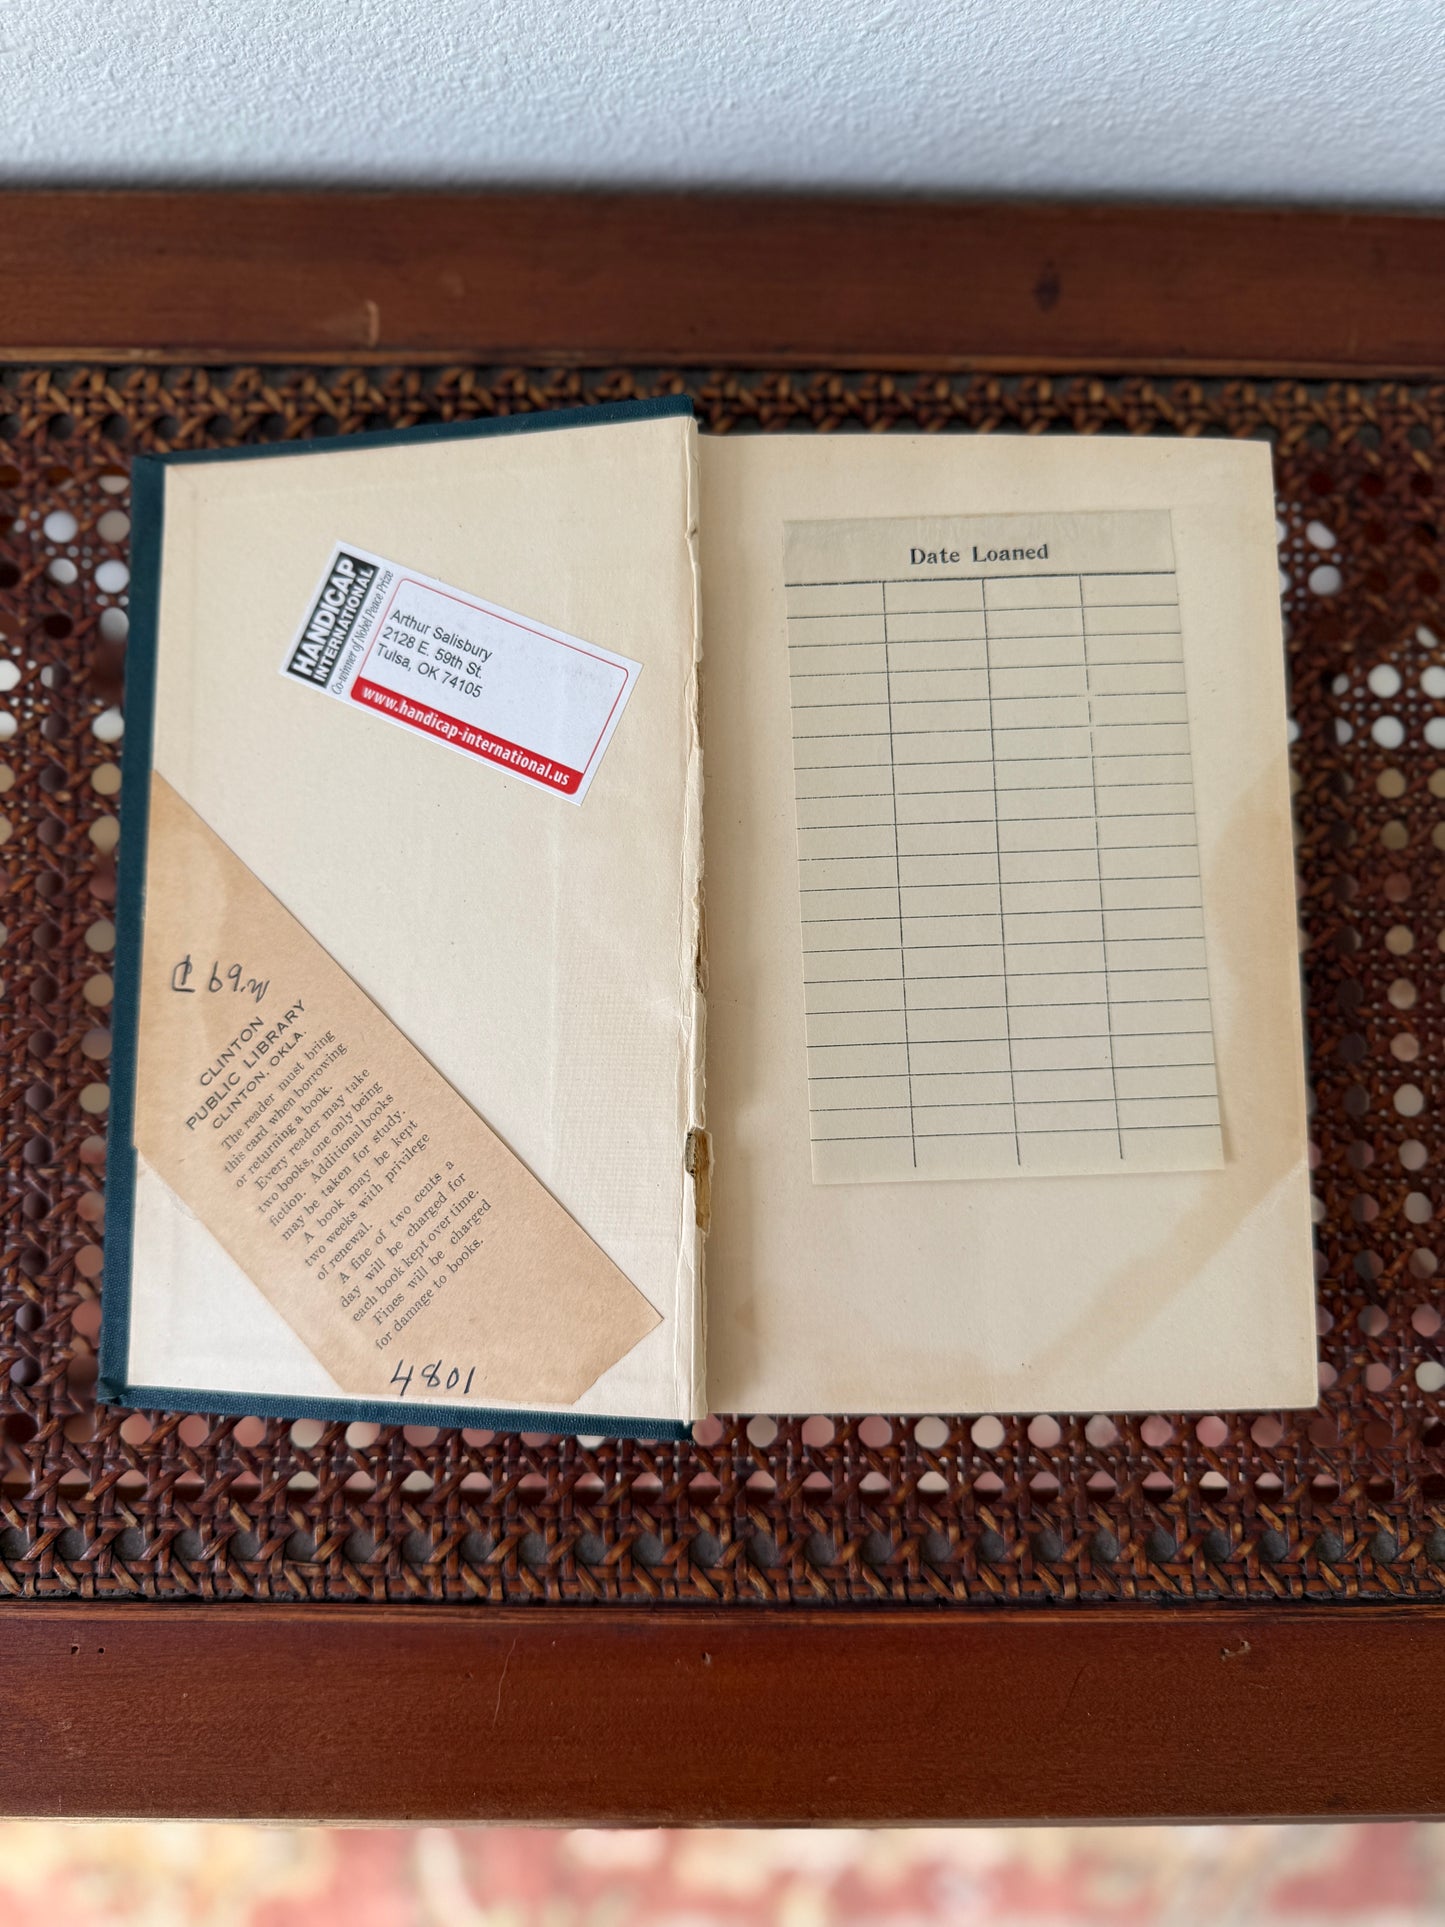 HANDICAP
INTERNATIONAL
Co-winner of Nobel Peace Prize
Arthur Salisbury
2128 E. 59th St.
Tulsa, OK 74105
www.handicap-international.us
CLINTON
PUBLIC LIBRARY
CLINTON, OKLA.
The reader must bring
this card when borrowing
or returning a book.
Every reader may take
two books, one only being
fiction. Additional books
may be taken for study.
A book may be kept
two weeks with privilege
of renewal.
A fine of two cents a
day will be charged for
each book kept over time.
Fines will be charged
for damage to books.
4801
Date Loaned